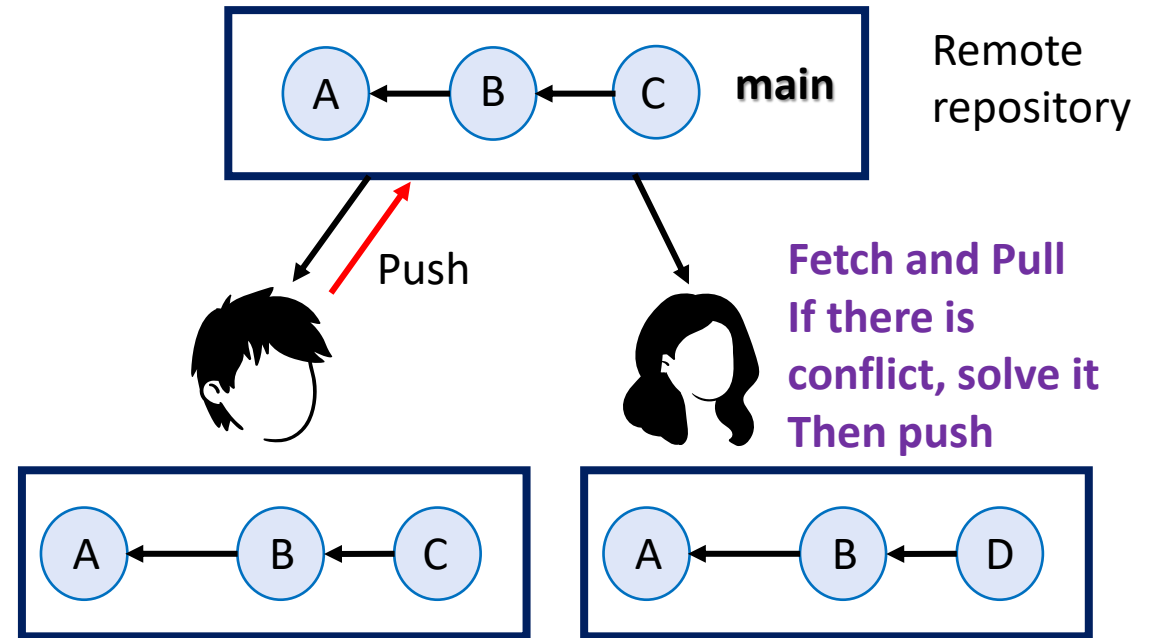 A B C main
Remote
repository
Push
Fetch and Pull
If there is
conflict, solve it
Then push
A B C
A B D